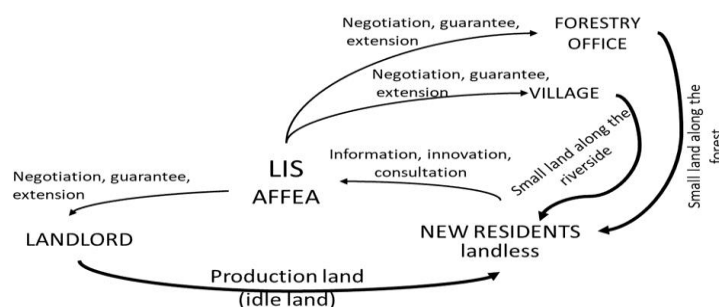 Negotiation, guarantee,
extension
FORESTRY
OFFICE
Negotiation, guarantee,
extension
VILLAGE
Small land along the
forest
Small land along the
riverside
LIS
AFFEA
Information, innovation,
consultation
Negotiation, guarantee,
extension
LANDLORD
NEW RESIDENTS
landless
Production land
(idle land)